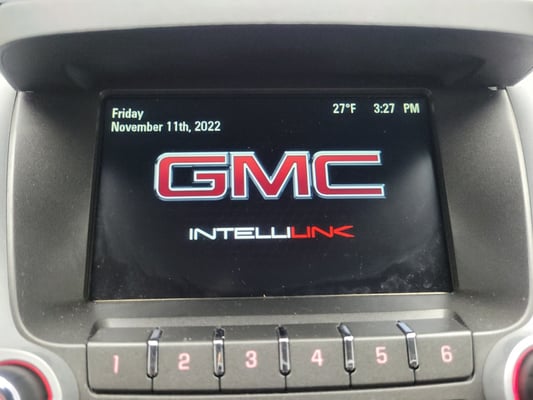 Friday 27°F 3:27 PM
November 11th, 2022
GMC
INTELLILINK
1 2 3 4 5 6